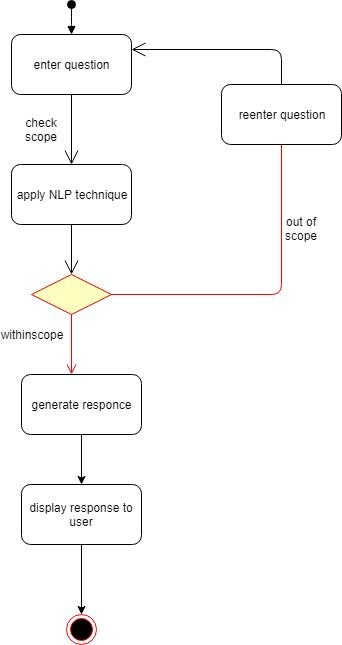 enter question
reenter question
check
scope
apply NLP technique
out of
scope
withinscope
generate responce
display response to
user